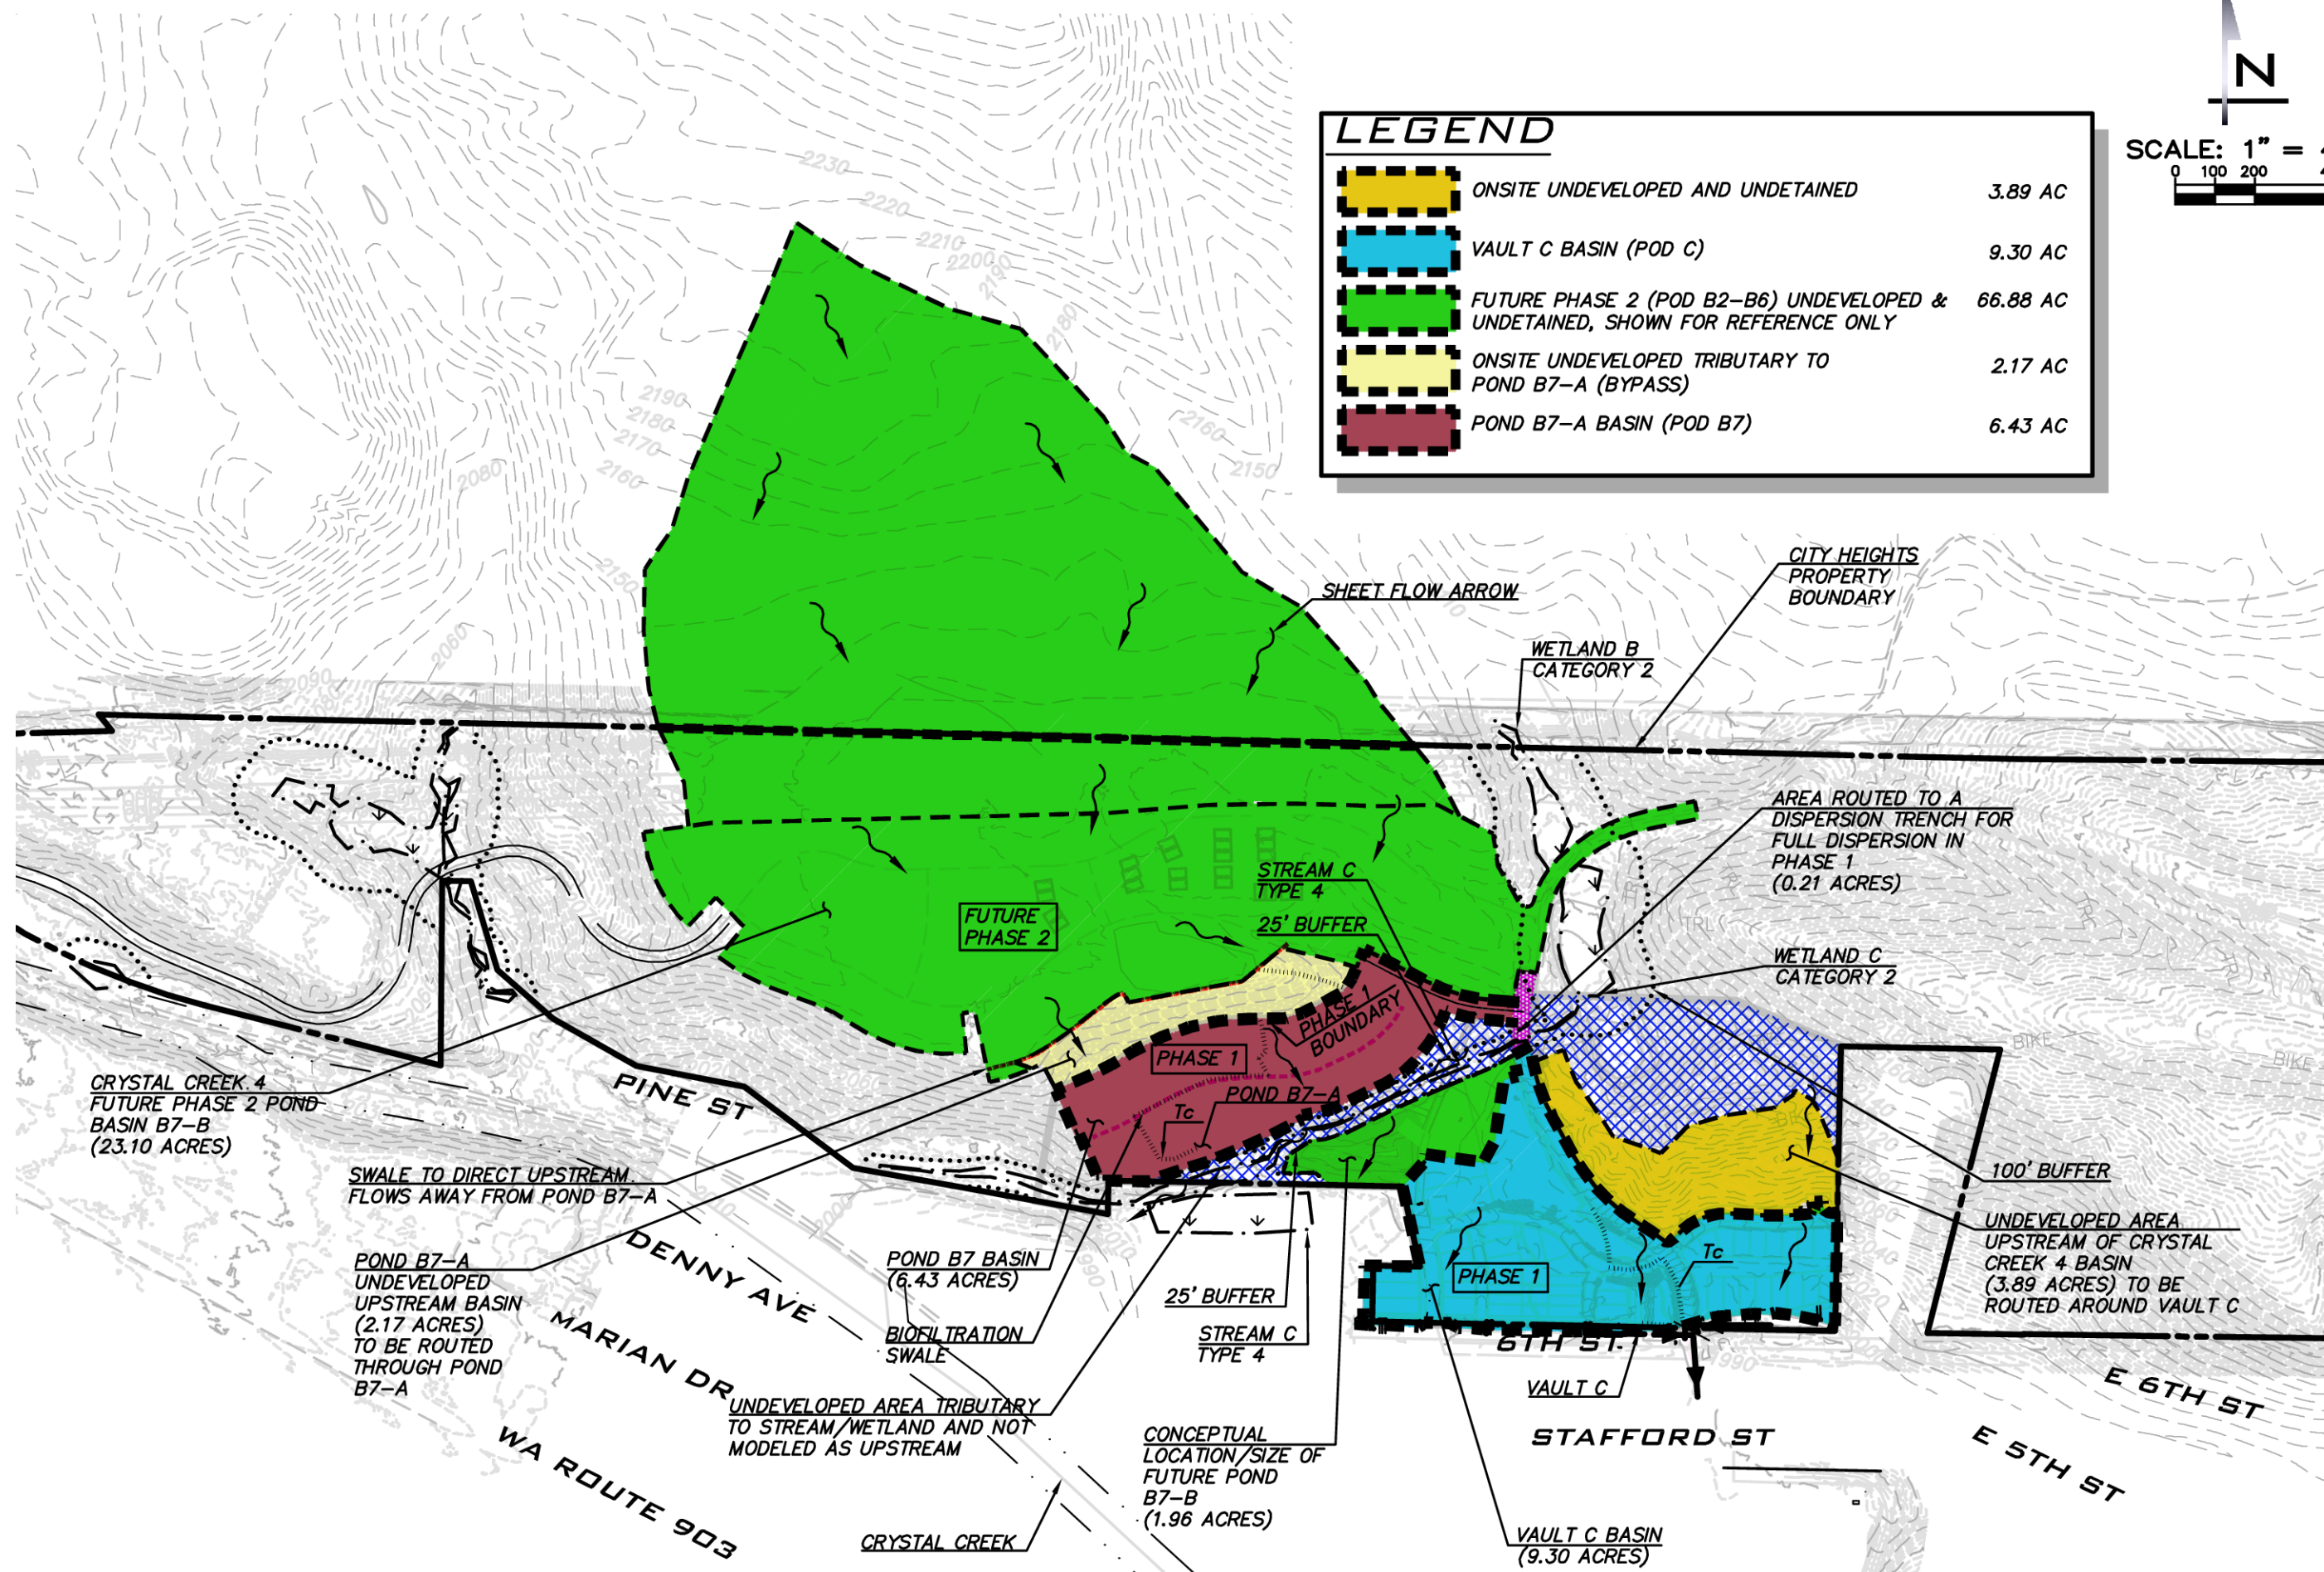 N
SCALE: 1" =
0 100 200
LEGEND
ONSITE UNDEVELOPED AND UNDETAINED 3.89 AC
VAULT C BASIN (POD C) 9.30 AC
FUTURE PHASE 2 (POD B2-B6) UNDEVELOPED & 66.88 AC
UNDETAINED, SHOWN FOR REFERENCE ONLY
ONSITE UNDEVELOPED TRIBUTARY TO 2.17 AC
POND B7-A (BYPASS)
POND B7-A BASIN (POD B7) 6.43 AC
2230
2220
2210
2200
2190
2180
2160
2150
2190
2180
2170
2160
2150
2080
2060
2090
SHEET FLOW ARROW
CITY HEIGHTS
PROPERTY
BOUNDARY
WETLAND B
CATEGORY 2
AREA ROUTED TO A
DISPERSION TRENCH FOR
FULL DISPERSION IN
PHASE 1
(0.21 ACRES)
STREAM C
TYPE 4
25' BUFFER
FUTURE
PHASE 2
TRL
WETLAND C
CATEGORY 2
PHASE 1
BOUNDARY
PHASE 1
POND B7-A
Tc
BIKE
BIKE
CRYSTAL CREEK 4
FUTURE PHASE 2 POND
BASIN B7-B
(23.10 ACRES)
PINE ST
SWALE TO DIRECT UPSTREAM
FLOWS AWAY FROM POND B7-A
100' BUFFER
UNDEVELOPED AREA
UPSTREAM OF CRYSTAL
CREEK 4 BASIN
(3.89 ACRES) TO BE
ROUTED AROUND VAULT C
POND B7-A
UNDEVELOPED
UPSTREAM BASIN
(2.17 ACRES)
TO BE ROUTED
THROUGH POND
B7-A
DENNY AVE
MARIAN DR
WA ROUTE 903
POND B7 BASIN
(6.43 ACRES)
BIOFILTRATION
SWALE
25' BUFFER
STREAM C
TYPE 4
PHASE 1
Tc
6TH ST.
1990
VAULT C
UNDEVELOPED AREA TRIBUTARY
TO STREAM/WETLAND AND NOT
MODELED AS UPSTREAM
CONCEPTUAL
LOCATION/SIZE OF
FUTURE POND
B7-B
(1.96 ACRES)
CRYSTAL CREEK
STAFFORD ST
VAULT C BASIN
(9.30 ACRES)
E 6TH ST
E 5TH ST